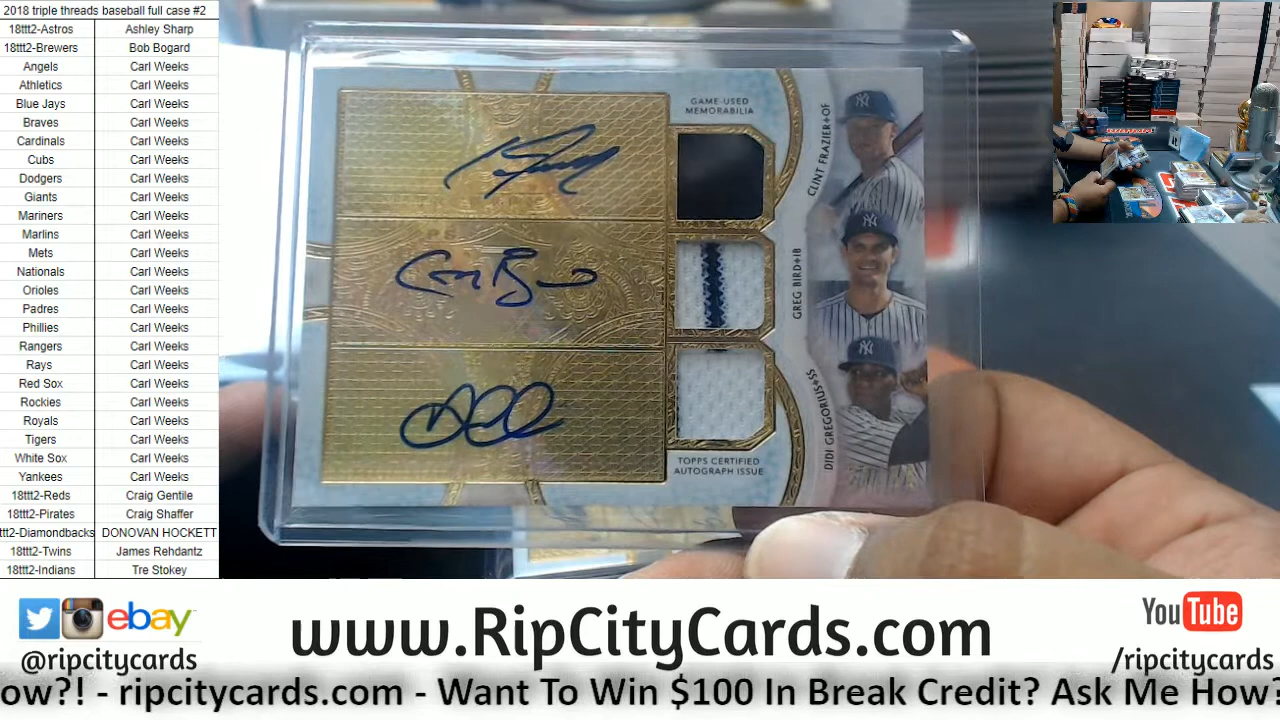 2018 triple threads baseball full case #2
18ttt2-Astros Ashley Sharp
18ttt2-Brewers Bob Bogard
Angels Carl Weeks
Athletics Carl Weeks
Blue Jays Carl Weeks
Braves Carl Weeks
Cardinals Carl Weeks
Cubs Carl Weeks
Dodgers Carl Weeks
Giants Carl Weeks
Mariners Carl Weeks
Marlins Carl Weeks
Mets Carl Weeks
Nationals Carl Weeks
Orioles Carl Weeks
Padres Carl Weeks
Phillies Carl Weeks
Rangers Carl Weeks
Rays Carl Weeks
Red Sox Carl Weeks
Rockies Carl Weeks
Royals Carl Weeks
Tigers Carl Weeks
White Sox Carl Weeks
Yankees Carl Weeks
18ttt2-Reds Craig Gentile
18ttt2-Pirates Craig Shaffer
ttt2-Diamondbacks DONOVAN HOCKETT
18ttt2-Twins James Rehdantz
18ttt2-Indians Tre Stokey
GAME-USED
MEMORABILIA
CLINT FRAZIER•OF
GREG BIRD•1B
DIDI GREGORIUS•SS
TOPPS CERTIFIED
AUTOGRAPH ISSUE
ebay
@ripcitycards
www.RipCityCards.com
YouTube
/ripcitycards
ow?! - ripcitycards.com - Want To Win $100 In Break Credit? Ask Me How?